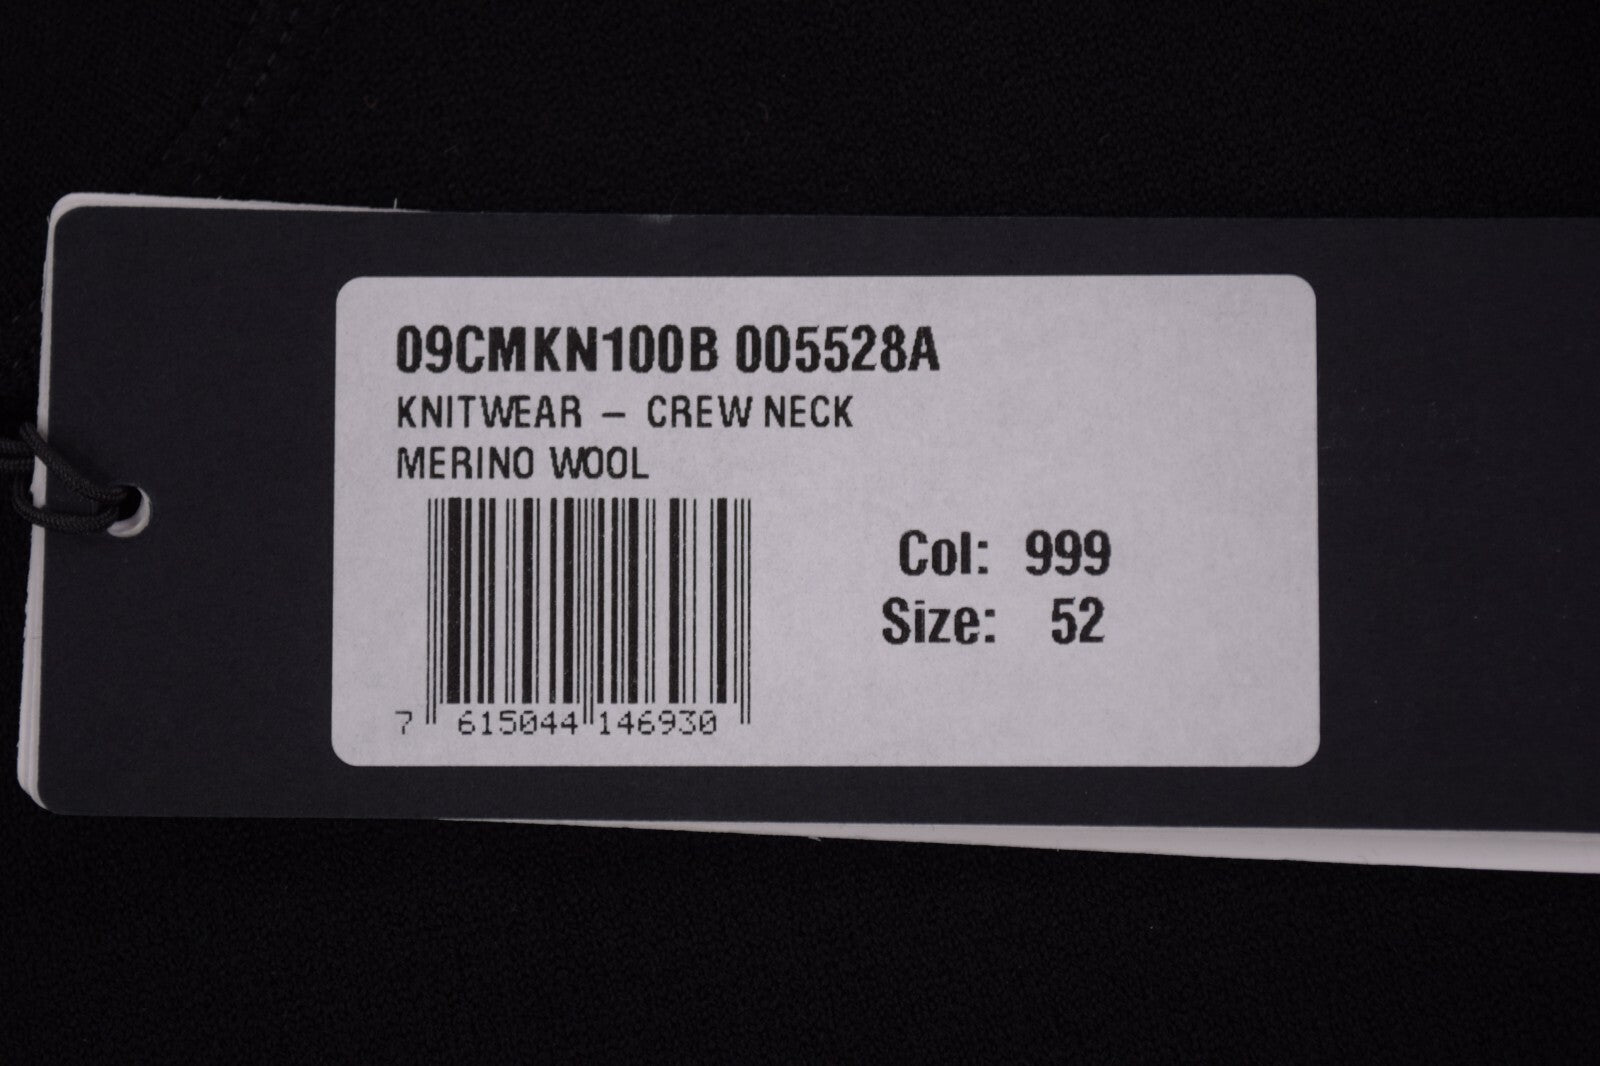 09CMKN100B 005528A
KNITWEAR – CREW NECK
MERINO WOOL
Col: 999
Size: 52
7 615044 146930